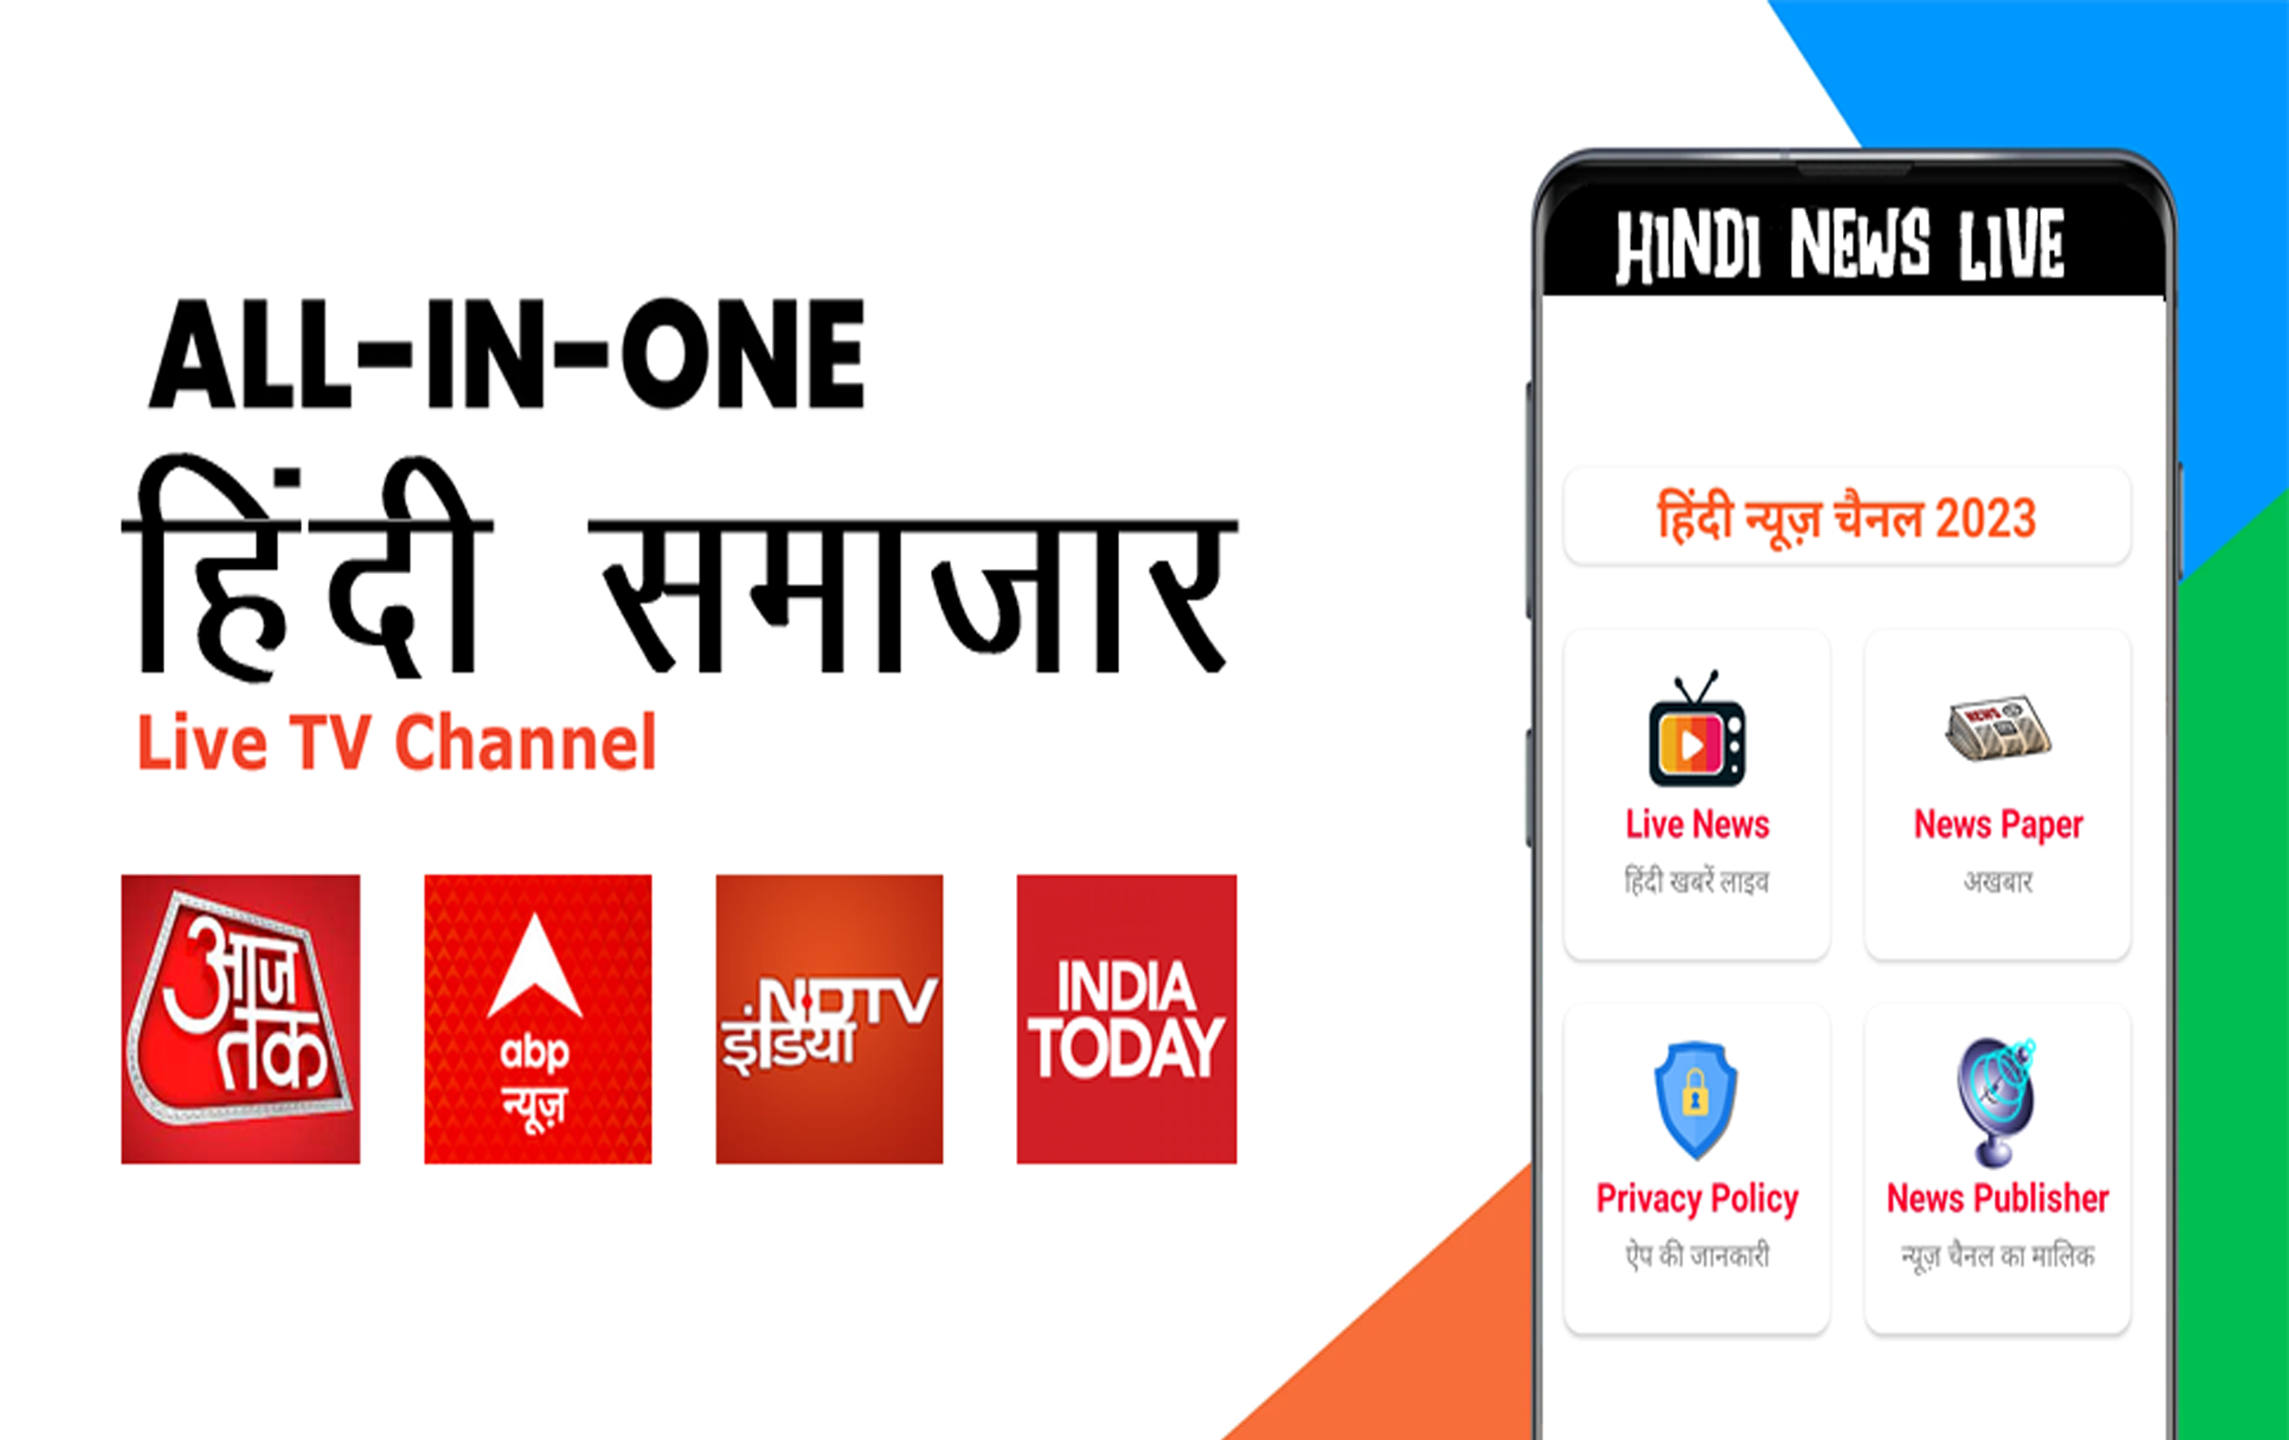 ALL-IN-ONE
हिंदी समाजार
Live TV Channel
आज
तक
abp
न्यूज़
NDTV
इंडिया
INDIA
TODAY
HINDI NEWS LIVE
हिंदी न्यूज़ चैनल 2023
Live News
हिंदी खबरें लाइव
NEWS
News Paper
अखबार
Privacy Policy
ऐप की जानकारी
News Publisher
न्यूज़ चैनल का मालिक